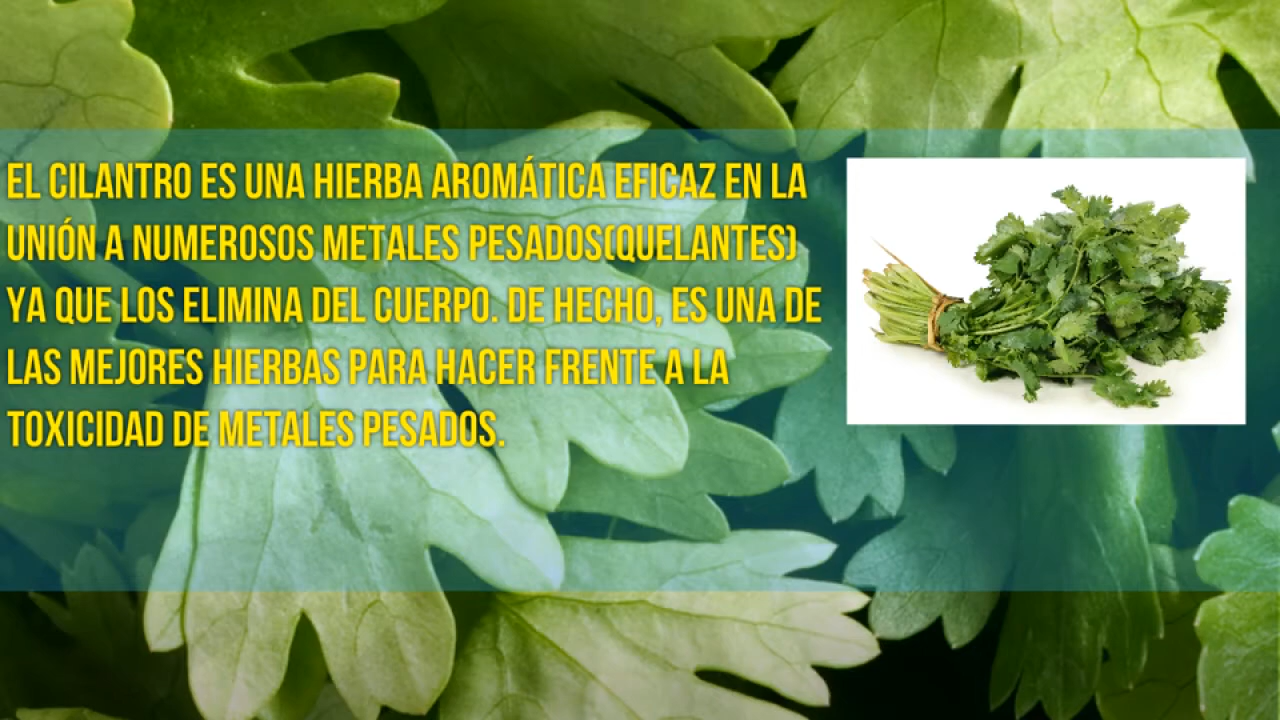 EL CILANTRO ES UNA HIERBA AROMÁTICA EFICAZ EN LA
UNIÓN A NUMEROSOS METALES PESADOS(QUELANTES)
YA QUE LOS ELIMINA DEL CUERPO. DE HECHO, ES UNA DE
LAS MEJORES HIERBAS PARA HACER FRENTE A LA
TOXICIDAD DE METALES PESADOS.